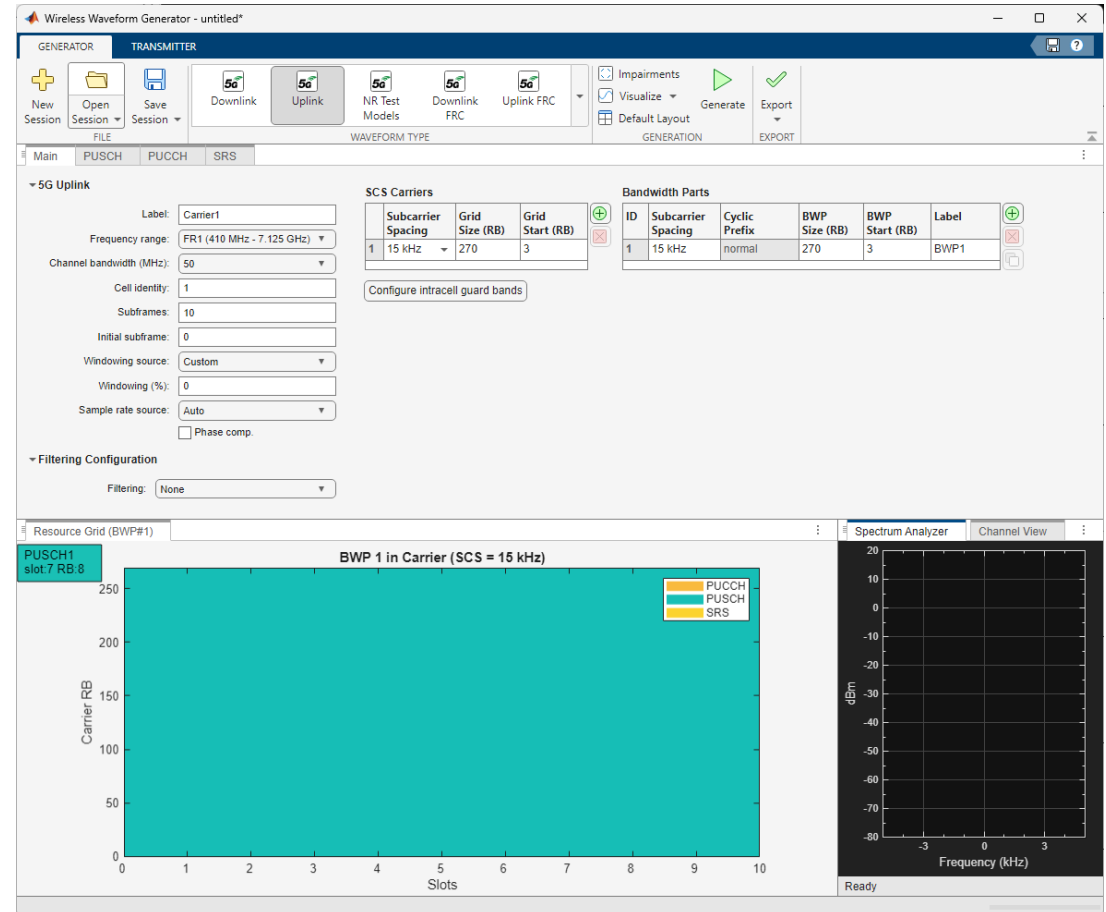 Wireless Waveform Generator - untitled*
GENERATOR TRANSMITTER
?
New Session
Open Session
Save Session
FILE
5G Downlink
5G Uplink
5G NR Test Models
5G Downlink FRC
5G Uplink FRC
WAVEFORM TYPE
Impairments
Visualize
Default Layout
Generate
GENERATION
Export
EXPORT
Main PUSCH PUCCH SRS
5G Uplink
Label: Carrier1
Frequency range: FR1 (410 MHz - 7.125 GHz)
Channel bandwidth (MHz): 50
Cell identity: 1
Subframes: 10
Initial subframe: 0
Windowing source: Custom
Windowing (%): 0
Sample rate source: Auto
Phase comp.
Filtering Configuration
Filtering: None
SCS Carriers
Subcarrier Spacing Grid Size (RB) Grid Start (RB)
1 15 kHz 270 3
Configure intracell guard bands
Bandwidth Parts
ID Subcarrier Spacing Cyclic Prefix BWP Size (RB) BWP Start (RB) Label
1 15 kHz normal 270 3 BWP1
Resource Grid (BWP#1)
PUSCH1
slot:7 RB:8
BWP 1 in Carrier (SCS = 15 kHz)
PUCCH
PUSCH
SRS
Carrier RB
250
200
150
100
50
0
0 1 2 3 4 5 6 7 8 9 10
Slots
Spectrum Analyzer Channel View
dBm
20
10
0
-10
-20
-30
-40
-50
-60
-70
-80
-3 0 3
Frequency (kHz)
Ready